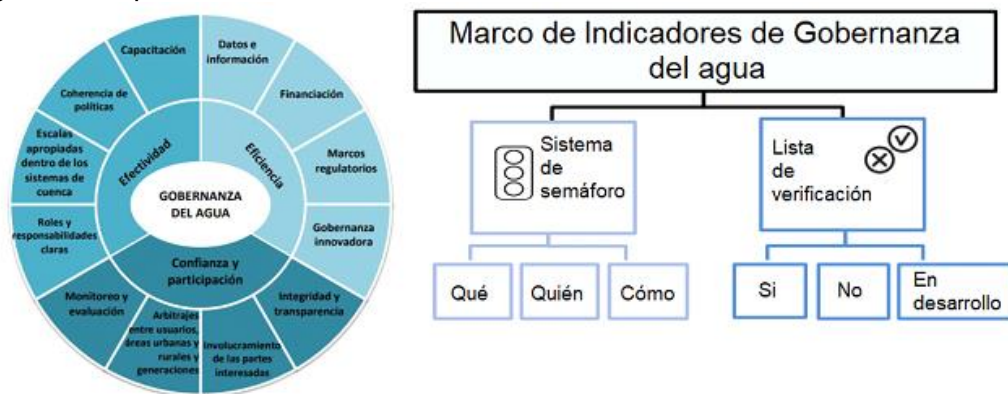 Capacitación
Datos e
información
Coherencia de
políticas
Financiación
Escalas
apropiadas
dentro de los
sistemas de
cuenca
Efectividad
Eficiencia
Marcos
regulatorios
GOBERNANZA
DEL AGUA
Roles y
responsabilidades
claras
Gobernanza
innovadora
Confianza y
participación
Monitoreo y
evaluación
Integridad y
transparencia
Arbitrajes
entre usuarios,
áreas urbanas y
rurales y
generaciones
Involucramiento
de las partes
interesadas
Marco de Indicadores de Gobernanza
del agua
Sistema
de
semáforo
Lista
de
verificación
Qué
Quién
Cómo
Si
No
En
desarrollo